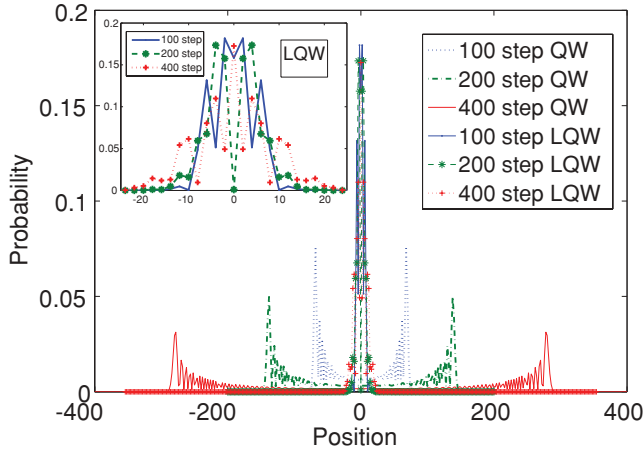 0.2
0.15
0.1
0.05
0
-400
-200
0
200
400
Position
Probability
0.2
0.15
0.1
0.05
0
-20
-10
0
10
20
100 step
200 step
400 step
LQW
100 step QW
200 step QW
400 step QW
100 step LQW
200 step LQW
400 step LQW